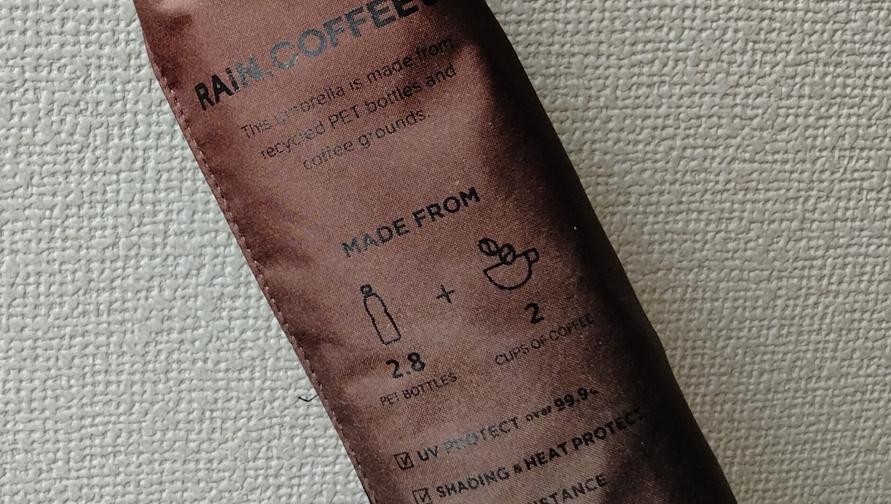 RAIN.COFFEE
This umbrella is made from
recycled PET bottles and
coffee grounds.
MADE FROM
+
2.8
PET BOTTLES
2
CUPS OF COFFEE
UV PROTECT over 99.9
SHADING & HEAT PROTECT